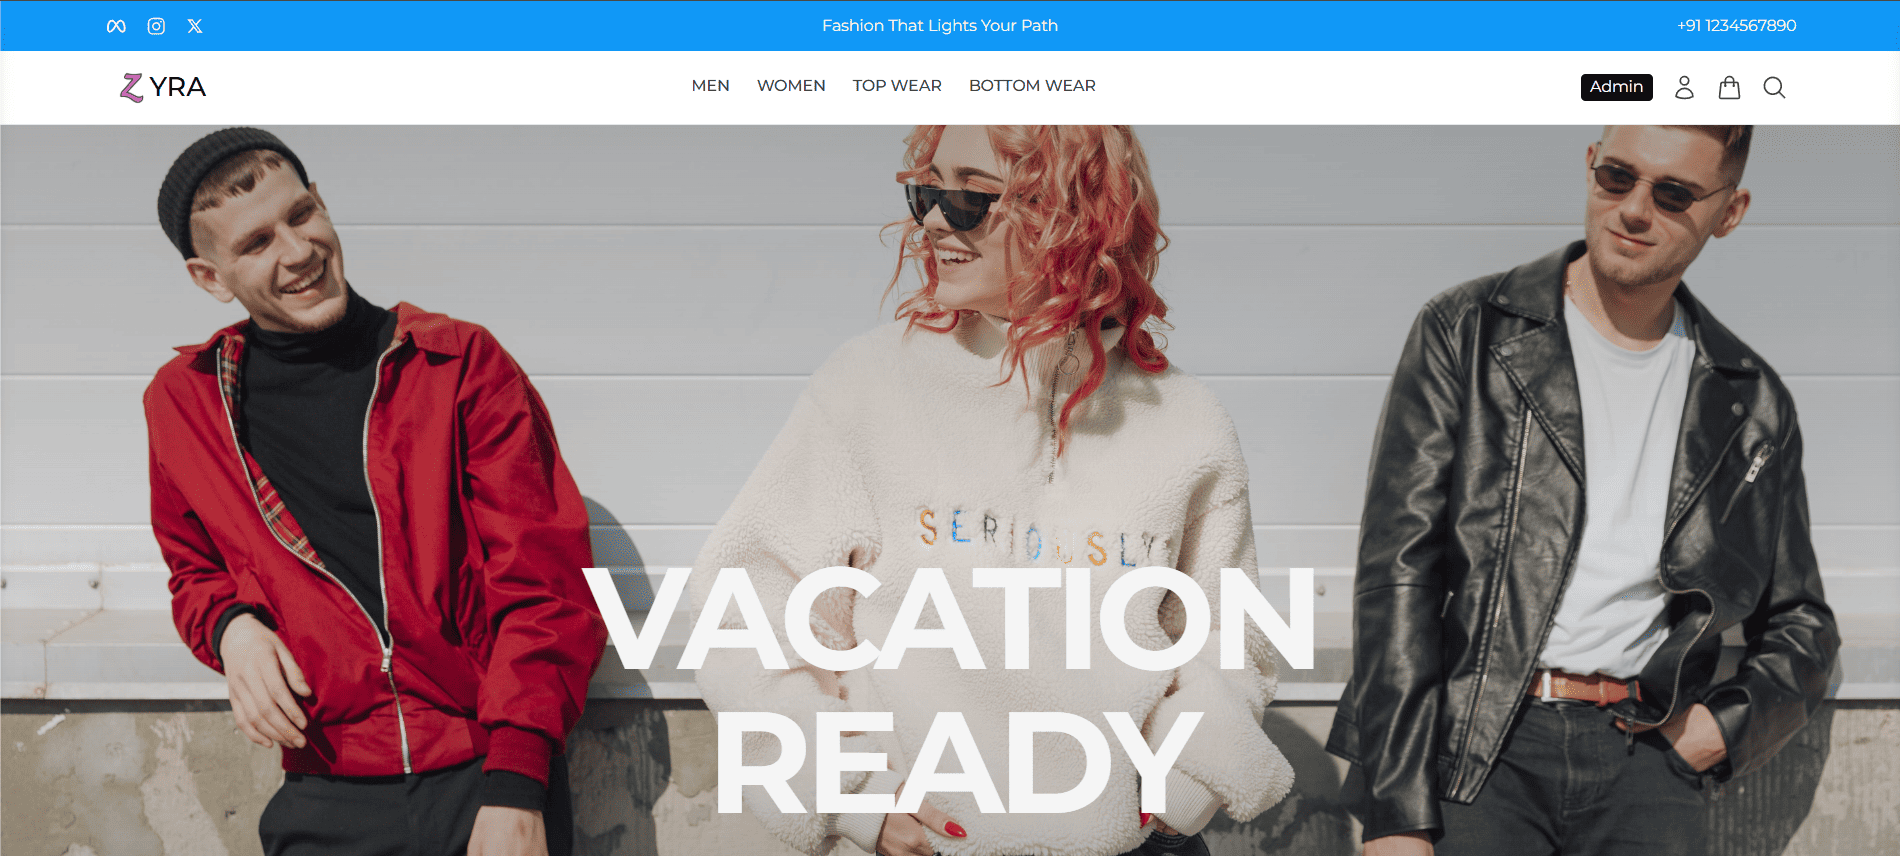 Fashion That Lights Your Path
+91 1234567890
ZYRA
MEN WOMEN TOP WEAR BOTTOM WEAR
Admin
SERIOUSLY
VACATION
READY